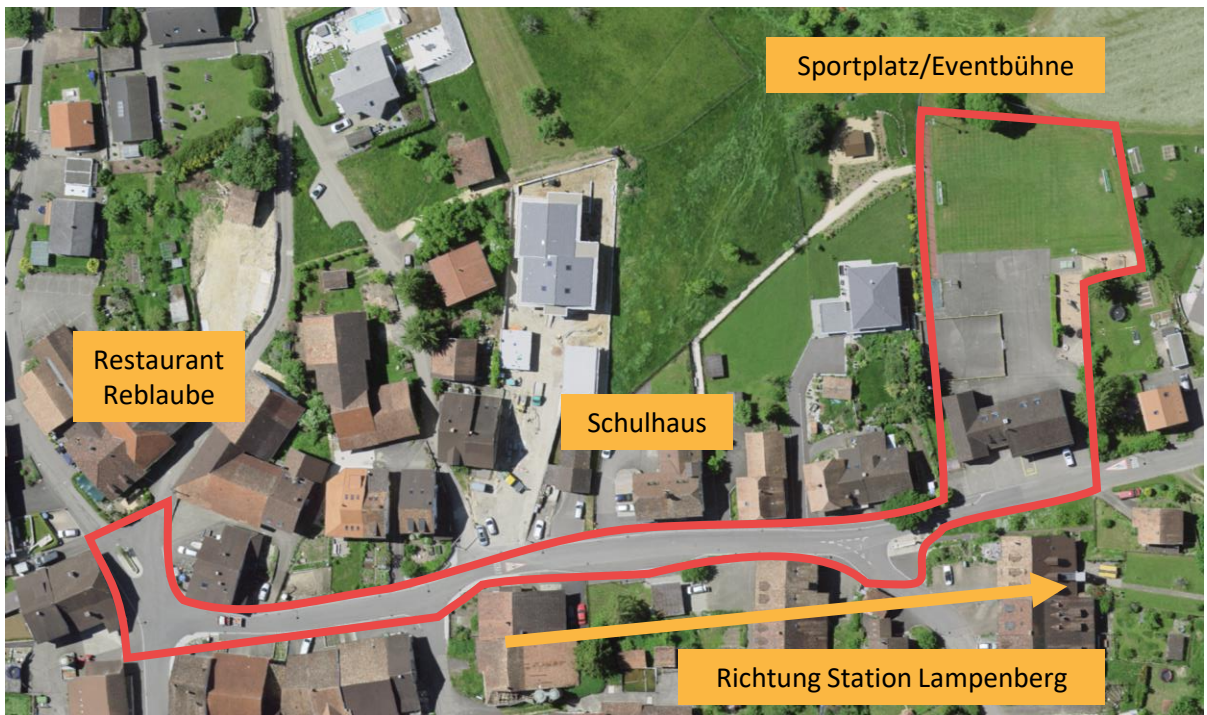 Sportplatz/Eventbühne
Restaurant
Reblaube
Schulhaus
Richtung Station Lampenberg